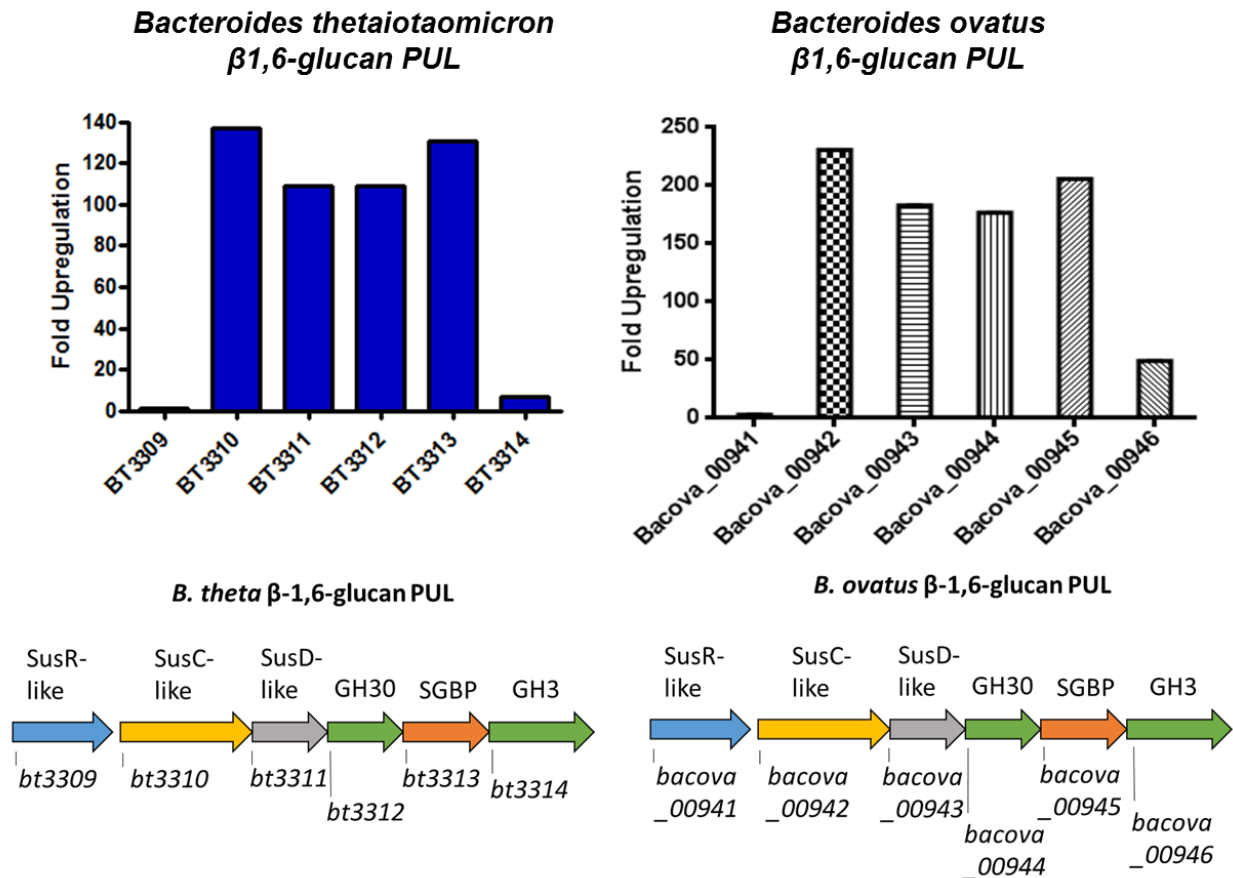 Bacteroides thetaiotaomicron
β1,6-glucan PUL
Fold Upregulation
140
120
100
80
60
40
20
0
BT3309
BT3310
BT3311
BT3312
BT3313
BT3314
Bacteroides ovatus
β1,6-glucan PUL
Fold Upregulation
250
200
150
100
50
0
Bacova_00941
Bacova_00942
Bacova_00943
Bacova_00944
Bacova_00945
Bacova_00946
B. theta β-1,6-glucan PUL
SusR-
like
SusC-
like
SusD-
like
GH30
SGBP
GH3
bt3309
bt3310
bt3311
bt3312
bt3313
bt3314
B. ovatus β-1,6-glucan PUL
SusR-
like
SusC-
like
SusD-
like
GH30
SGBP
GH3
bacova
_00941
bacova
_00942
bacova
_00943
bacova
_00944
bacova
_00945
bacova
_00946